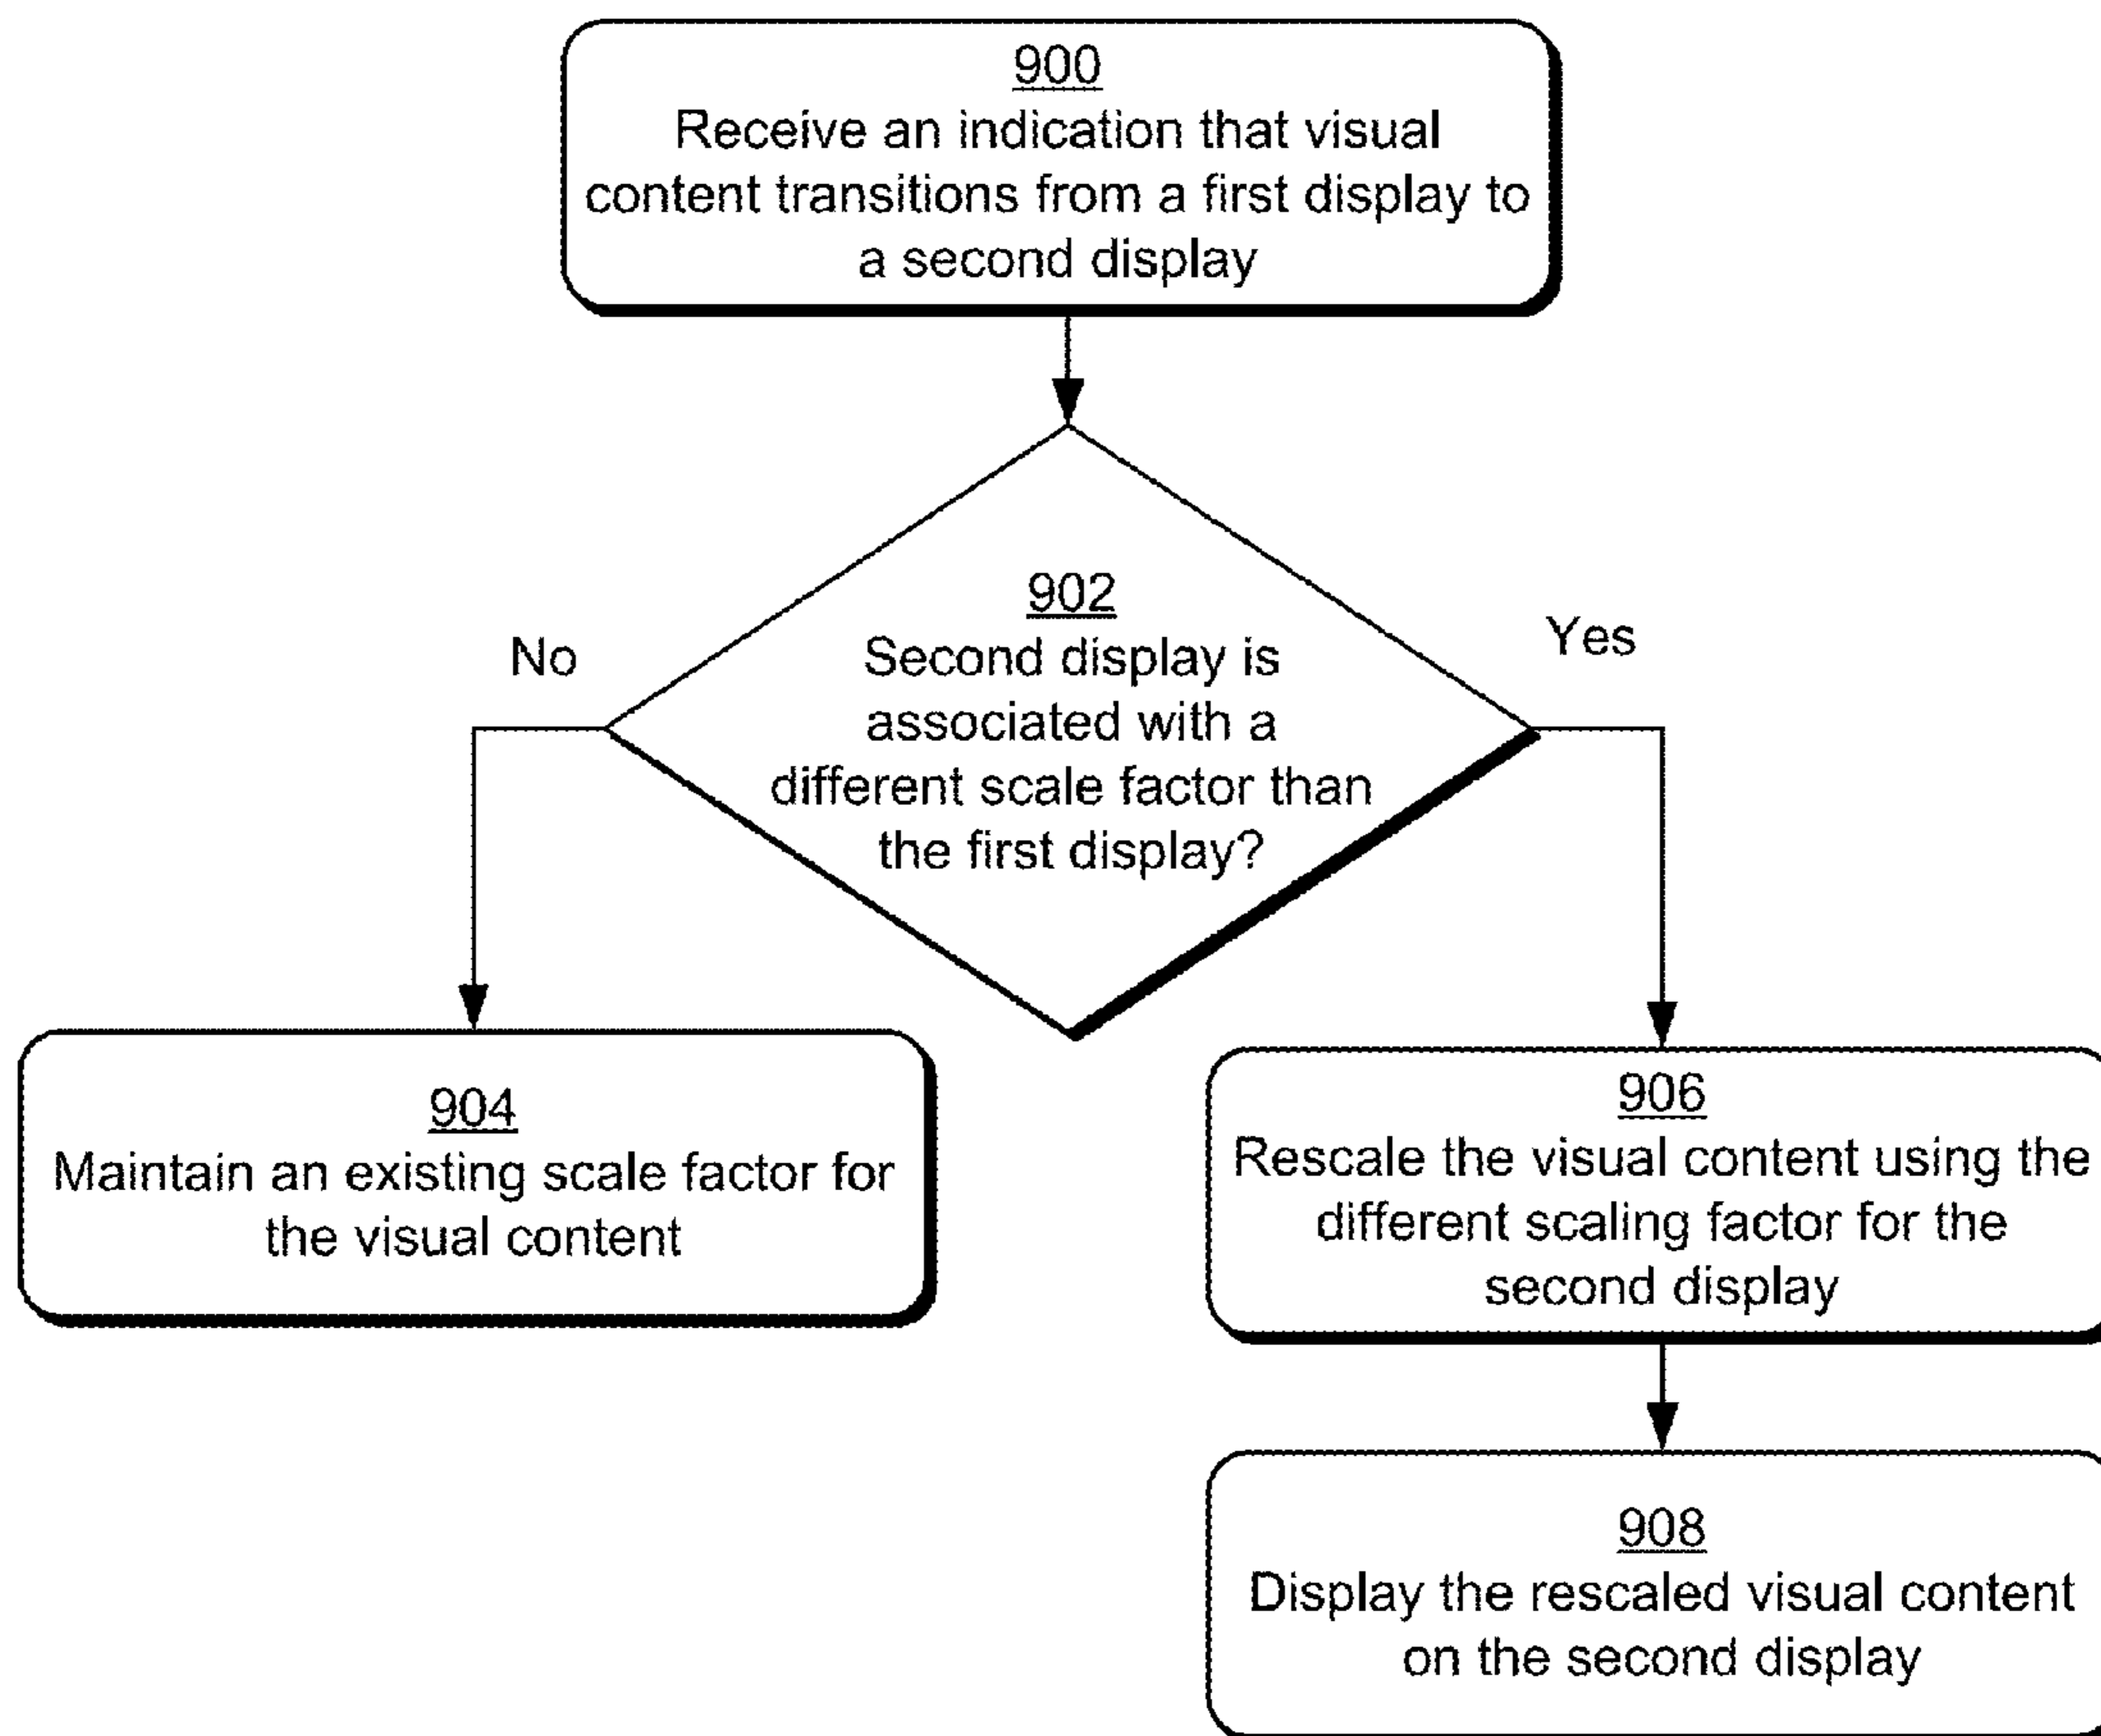 900
Receive an indication that visual
content transitions from a first display to
a second display
902
Second display is
associated with a
different scale factor than
the first display?
No
Yes
904
Maintain an existing scale factor for
the visual content
906
Rescale the visual content using the
different scaling factor for the
second display
908
Display the rescaled visual content
on the second display